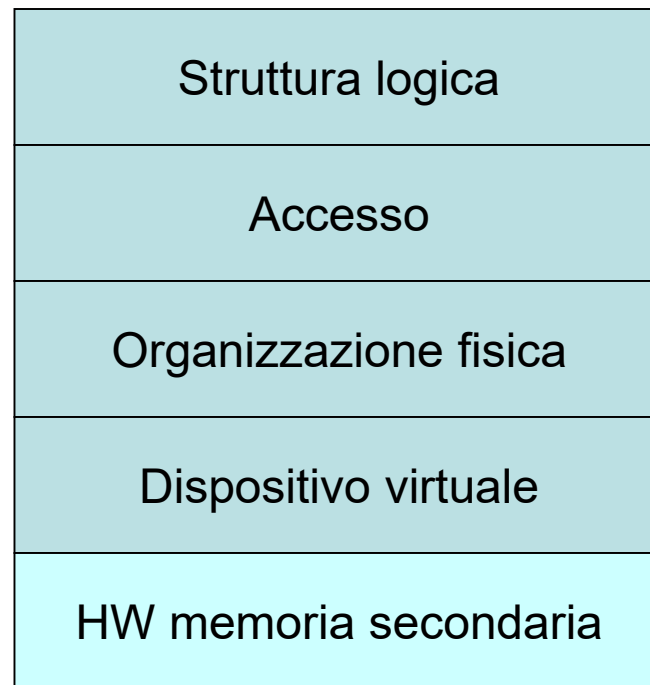 Struttura logica
Accesso
Organizzazione fisica
Dispositivo virtuale
HW memoria secondaria